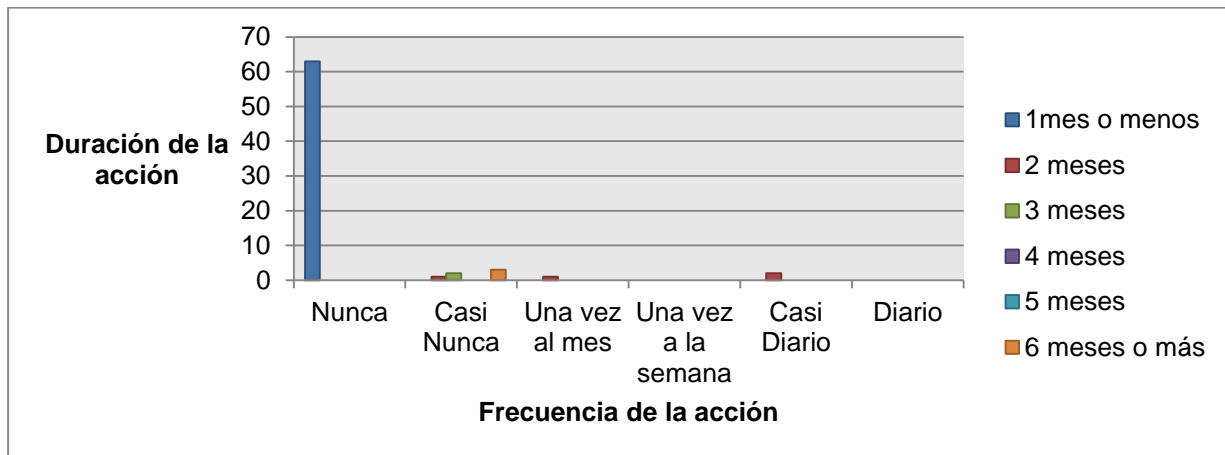 70
60
50
40
30
20
10
0
Duración de la
acción
Nunca
Casi
Nunca
Una vez
al mes
Una vez
a la
semana
Casi
Diario
Diario
Frecuencia de la acción
1mes o menos
2 meses
3 meses
4 meses
5 meses
6 meses o más